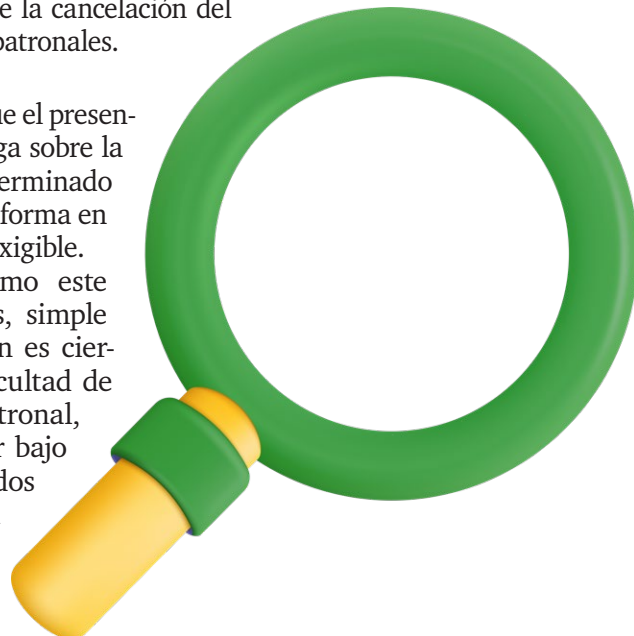 e la cancelación del
patronales.
ue el presen-
ga sobre la
erminado
forma en
xigible.
mo este
s, simple
n es cier-
cultad de
tronal,
r bajo
dos